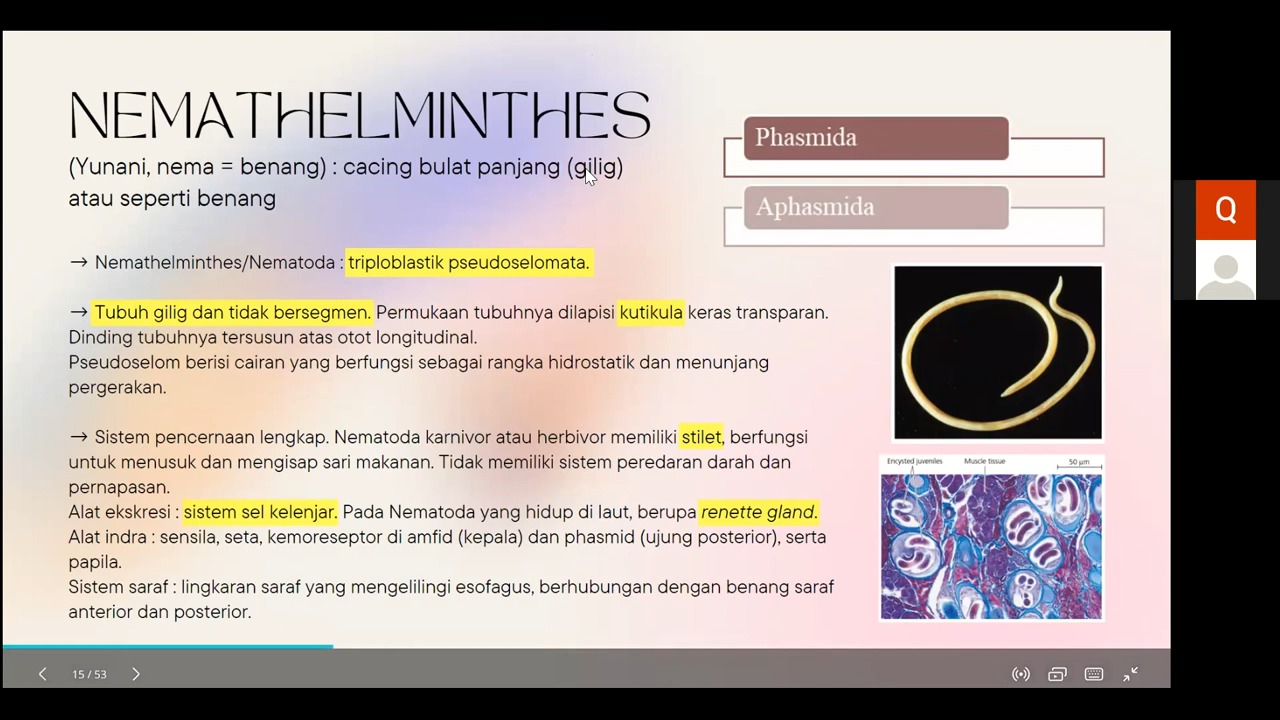 NEMATHELMINTHES
(Yunani, nema = benang) : cacing bulat panjang (gilig)
atau seperti benang
→ Nemathelminthes/Nematoda : triploblastik pseudoselomata.
→ Tubuh gilig dan tidak bersegmen. Permukaan tubuhnya dilapisi kutikula keras transparan.
Dinding tubuhnya tersusun atas otot longitudinal.
Pseudoselom berisi cairan yang berfungsi sebagai rangka hidrostatik dan menunjang
pergerakan.
→ Sistem pencernaan lengkap. Nematoda karnivor atau herbivor memiliki stilet, berfungsi
untuk menusuk dan mengisap sari makanan. Tidak memiliki sistem peredaran darah dan
pernapasan.
Alat ekskresi : sistem sel kelenjar. Pada Nematoda yang hidup di laut, berupa renette gland.
Alat indra : sensila, seta, kemoreseptor di amfid (kepala) dan phasmid (ujung posterior), serta
papila.
Sistem saraf : lingkaran saraf yang mengelilingi esofagus, berhubungan dengan benang saraf
anterior dan posterior.
Phasmida
Aphasmida
Encysted juveniles Muscle tissue 50 µm
15 / 53
Q